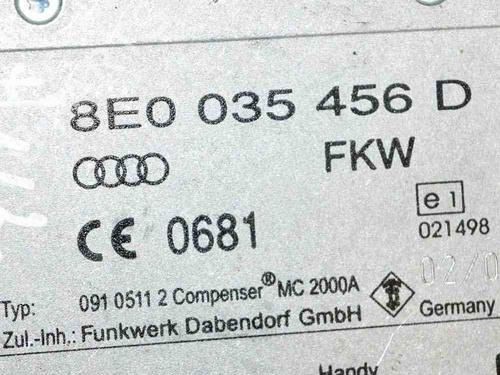 8E0 035 456 D
FKW
e1
CE 0681
021498
02/0
Typ: 091 0511 2 Compenser® MC 2000A
Zul.-Inh.: Funkwerk Dabendorf GmbH Germany
Handy